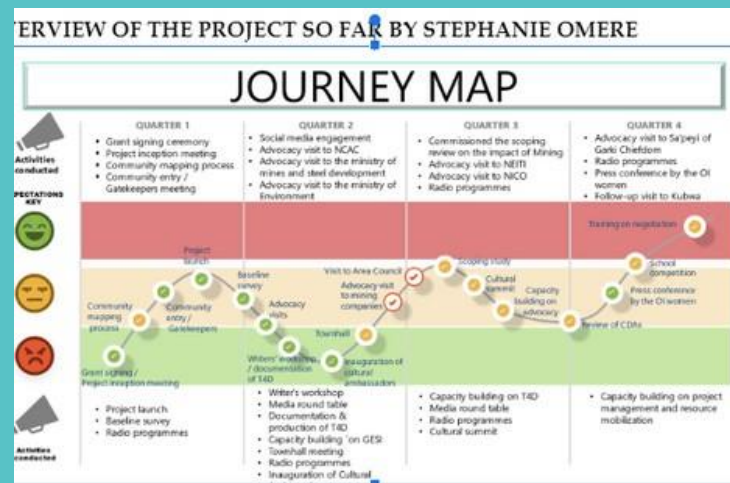 ERVIEW OF THE PROJECT SO FAR BY STEPHANIE OMERE
JOURNEY MAP
Activities
conducted
QUARTER 1
• Grant signing ceremony
• Project inception meeting
• Community mapping process
• Community entry /
Gatekeepers meeting
QUARTER 2
• Social media engagement
• Advocacy visit to NCAC
• Advocacy visit to the ministry of
mines and steel development
• Advocacy visit to the ministry of
Environment
QUARTER 3
• Commissioned the scoping
review on the impact of Mining
• Advocacy visit to NEITI
• Advocacy visit to NICO
• Radio programmes
QUARTER 4
• Advocacy visit to Sa'peyi of
Garki Chiefdom
• Radio programmes
• Press conference by the OI
women
• Follow-up visit to Kubwa
PECTATIONS
KEY
Grant signing /
Project inception meeting
Community
mapping
process
Community
entry /
Gatekeepers
Project
launch
Baseline
survey
Advocacy
visits
Writers' workshop
/ documentation
of T4D
Inauguration of
cultural
ambassadors
Townhall
Advocacy visit
to mining
companies
Visit to Area Council
Scoping study
Cultural
summit
Capacity
building on
advocacy
Review of CDAs
Press conference
by the OI women
School
competition
Training on negotiation
Activities
conducted
• Project launch
• Baseline survey
• Radio programmes
• Writer's workshop
• Media round table
• Documentation &
production of T4D
• Capacity building `on GESI
• Townhall meeting
• Radio programmes
• Inauguration of Cultural
• Capacity building on T4D
• Media round table
• Radio programmes
• Cultural summit
• Capacity building on project
management and resource
mobilization